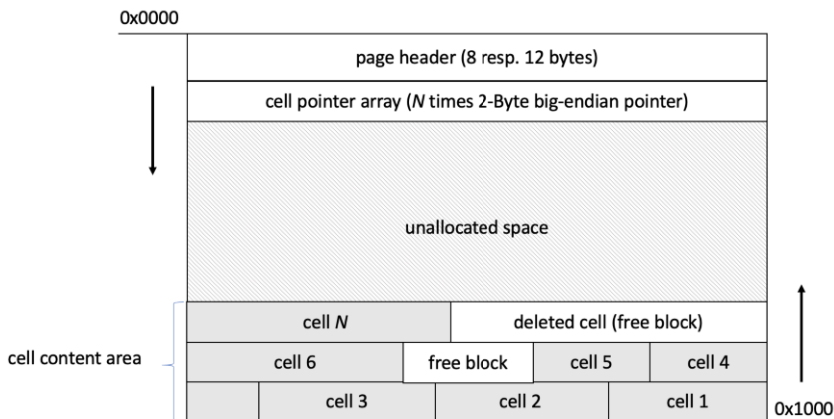 0x0000
page header (8 resp. 12 bytes)
cell pointer array (N times 2-Byte big-endian pointer)
unallocated space
cell N
deleted cell (free block)
cell content area
cell 6
free block
cell 5
cell 4
cell 3
cell 2
cell 1
0x1000